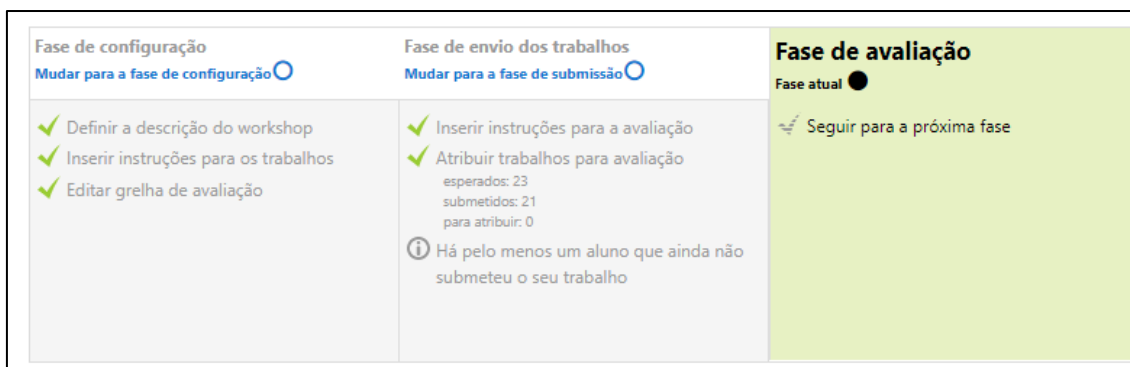 Fase de configuração
Mudar para a fase de configuração
Definir a descrição do workshop
Inserir instruções para os trabalhos
Editar grelha de avaliação
Fase de envio dos trabalhos
Mudar para a fase de submissão
Inserir instruções para a avaliação
Atribuir trabalhos para avaliação
esperados: 23
submetidos: 21
para atribuir: 0
Há pelo menos um aluno que ainda não
submeteu o seu trabalho
Fase de avaliação
Fase atual
Seguir para a próxima fase